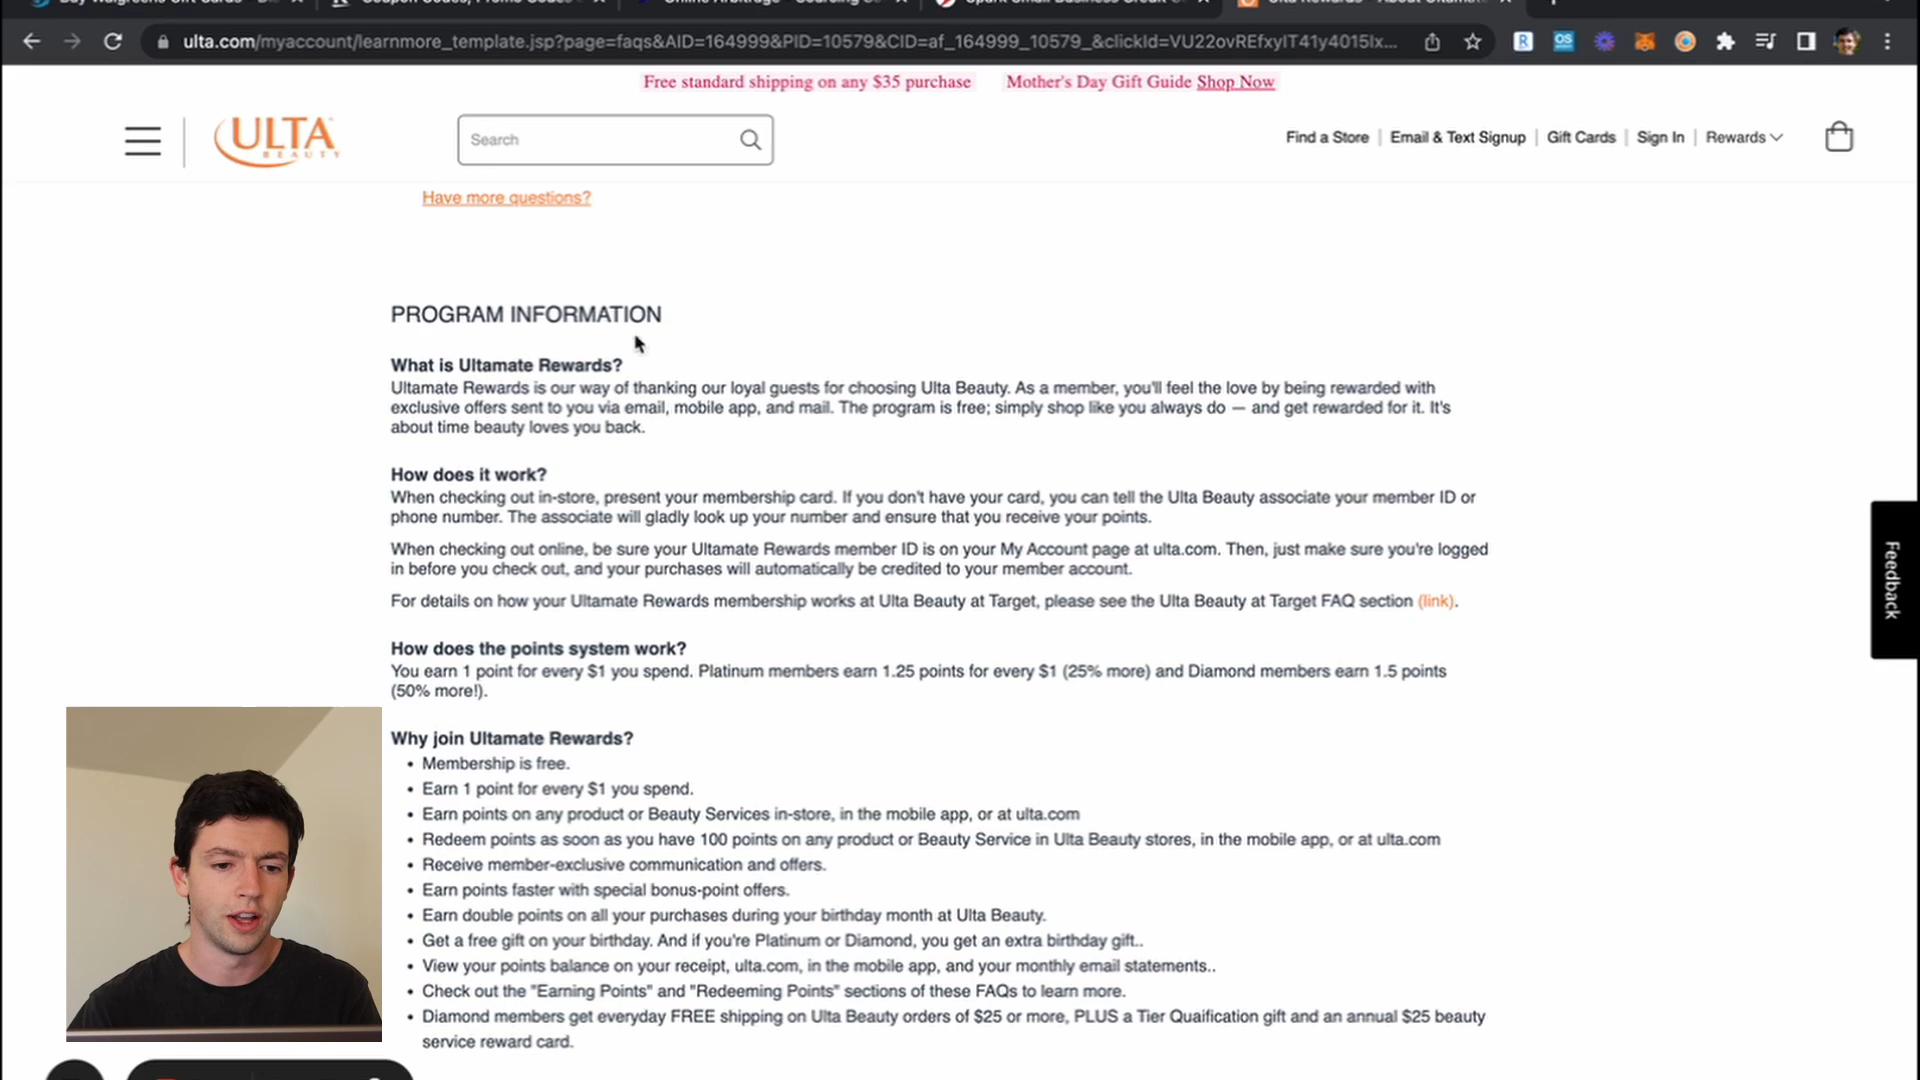 ulta.com/myaccount/learnmore_template.jsp?page=faqs&AID=164999&PID=10579&CID=af_164999_10579_&clickId=VU22ovREfxyIT41y4015Ix...
Free standard shipping on any $35 purchase Mother's Day Gift Guide Shop Now
ULTA
BEAUTY
Search
Find a Store | Email & Text Signup | Gift Cards | Sign In | Rewards
Have more questions?
PROGRAM INFORMATION
What is Ultamate Rewards?
Ultamate Rewards is our way of thanking our loyal guests for choosing Ulta Beauty. As a member, you'll feel the love by being rewarded with
exclusive offers sent to you via email, mobile app, and mail. The program is free; simply shop like you always do — and get rewarded for it. It's
about time beauty loves you back.
How does it work?
When checking out in-store, present your membership card. If you don't have your card, you can tell the Ulta Beauty associate your member ID or
phone number. The associate will gladly look up your number and ensure that you receive your points.
When checking out online, be sure your Ultamate Rewards member ID is on your My Account page at ulta.com. Then, just make sure you're logged
in before you check out, and your purchases will automatically be credited to your member account.
For details on how your Ultamate Rewards membership works at Ulta Beauty at Target, please see the Ulta Beauty at Target FAQ section (link).
How does the points system work?
You earn 1 point for every $1 you spend. Platinum members earn 1.25 points for every $1 (25% more) and Diamond members earn 1.5 points
(50% more!).
Why join Ultamate Rewards?
• Membership is free.
• Earn 1 point for every $1 you spend.
• Earn points on any product or Beauty Services in-store, in the mobile app, or at ulta.com
• Redeem points as soon as you have 100 points on any product or Beauty Service in Ulta Beauty stores, in the mobile app, or at ulta.com
• Receive member-exclusive communication and offers.
• Earn points faster with special bonus-point offers.
• Earn double points on all your purchases during your birthday month at Ulta Beauty.
• Get a free gift on your birthday. And if you're Platinum or Diamond, you get an extra birthday gift..
• View your points balance on your receipt, ulta.com, in the mobile app, and your monthly email statements..
• Check out the "Earning Points" and "Redeeming Points" sections of these FAQs to learn more.
• Diamond members get everyday FREE shipping on Ulta Beauty orders of $25 or more, PLUS a Tier Quaification gift and an annual $25 beauty
service reward card.
Feedback